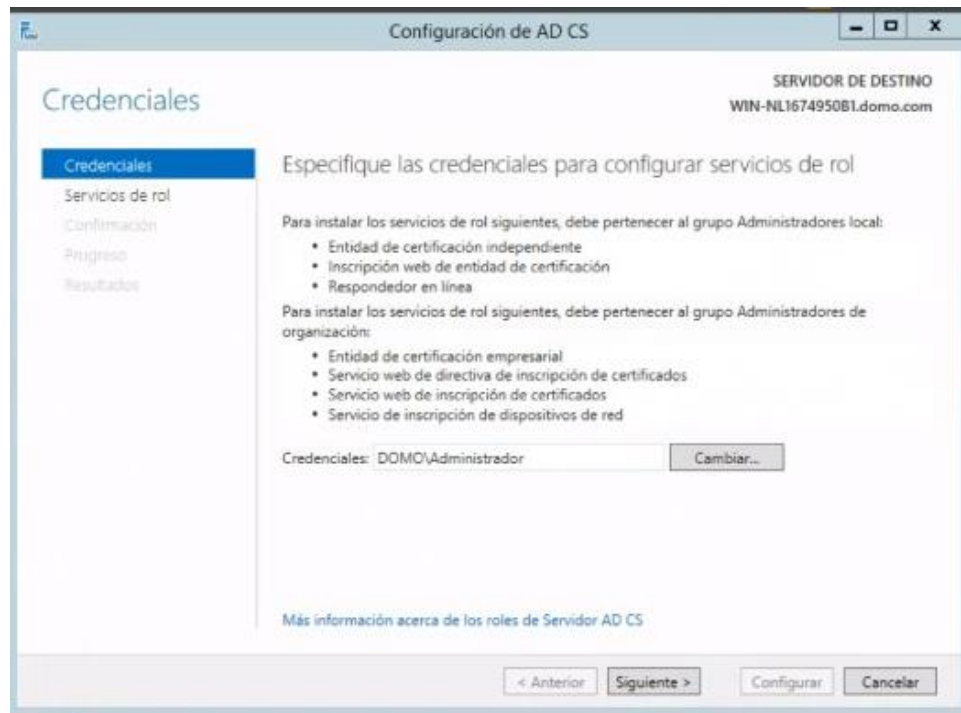 Configuración de AD CS
Credenciales
SERVIDOR DE DESTINO
WIN-NL1674950B1.domo.com
Credenciales
Servicios de rol
Confirmación
Progreso
Resultados
Especifique las credenciales para configurar servicios de rol
Para instalar los servicios de rol siguientes, debe pertenecer al grupo Administradores local:
• Entidad de certificación independiente
• Inscripción web de entidad de certificación
• Respondedor en línea
Para instalar los servicios de rol siguientes, debe pertenecer al grupo Administradores de
organización:
• Entidad de certificación empresarial
• Servicio web de directiva de inscripción de certificados
• Servicio web de inscripción de certificados
• Servicio de inscripción de dispositivos de red
Credenciales: DOMO\Administrador Cambiar...
Más información acerca de los roles de Servidor AD CS
< Anterior Siguiente > Configurar Cancelar